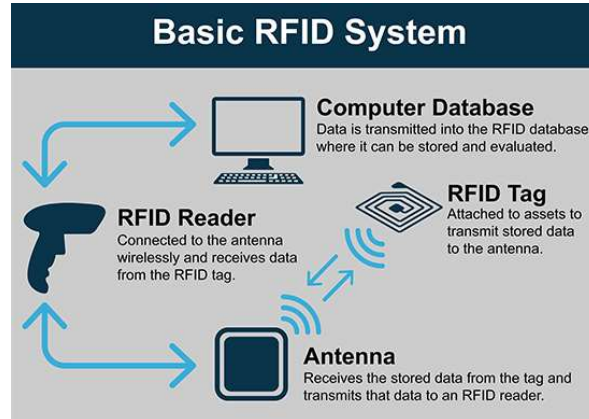 Basic RFID System
Computer Database
Data is transmitted into the RFID database
where it can be stored and evaluated.
RFID Tag
Attached to assets to
transmit stored data
to the antenna.
RFID Reader
Connected to the antenna
wirelessly and receives data
from the RFID tag.
Antenna
Receives the stored data from the tag and
transmits that data to an RFID reader.